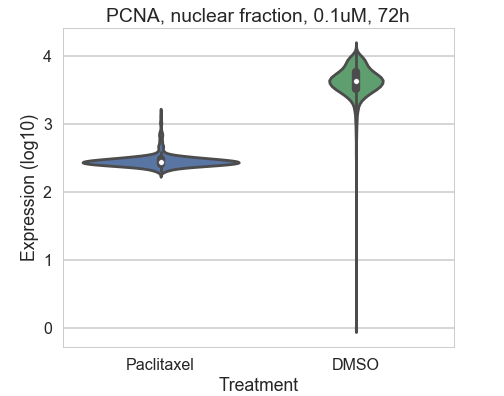 PCNA, nuclear fraction, 0.1uM, 72h
4
3
2
1
0
Expression (log10)
Paclitaxel DMSO
Treatment